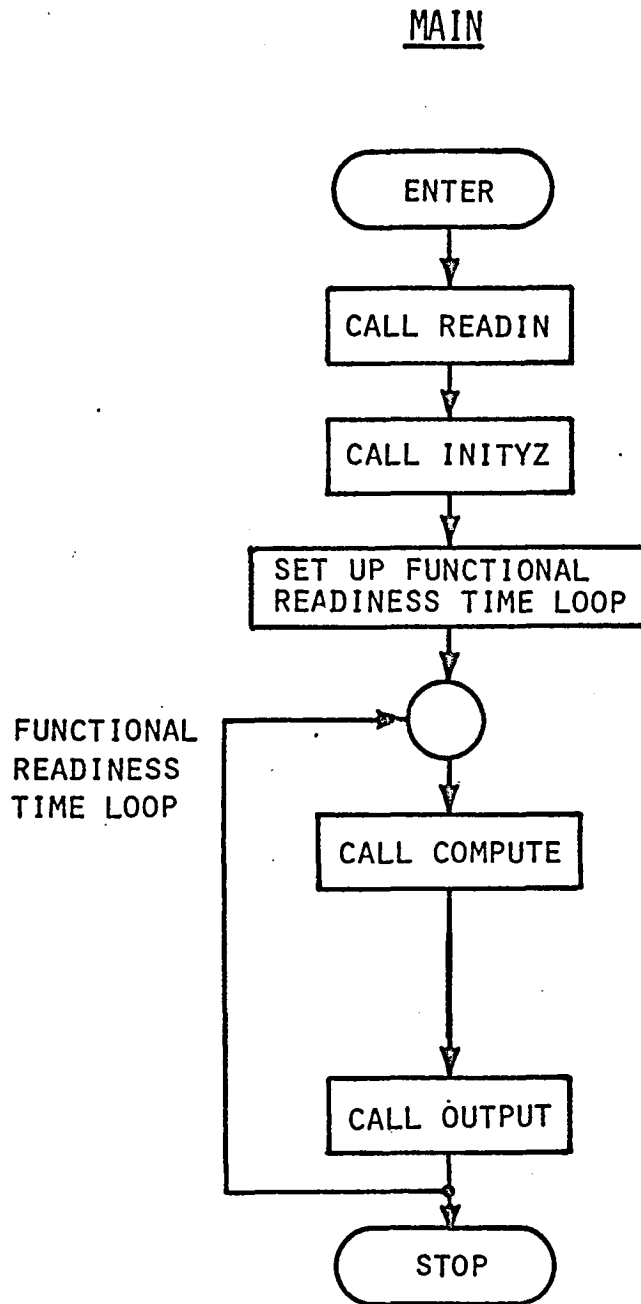 MAIN
ENTER
CALL READIN
CALL INITYZ
SET UP FUNCTIONAL
READINESS TIME LOOP
FUNCTIONAL
READINESS
TIME LOOP
CALL COMPUTE
CALL OUTPUT
STOP